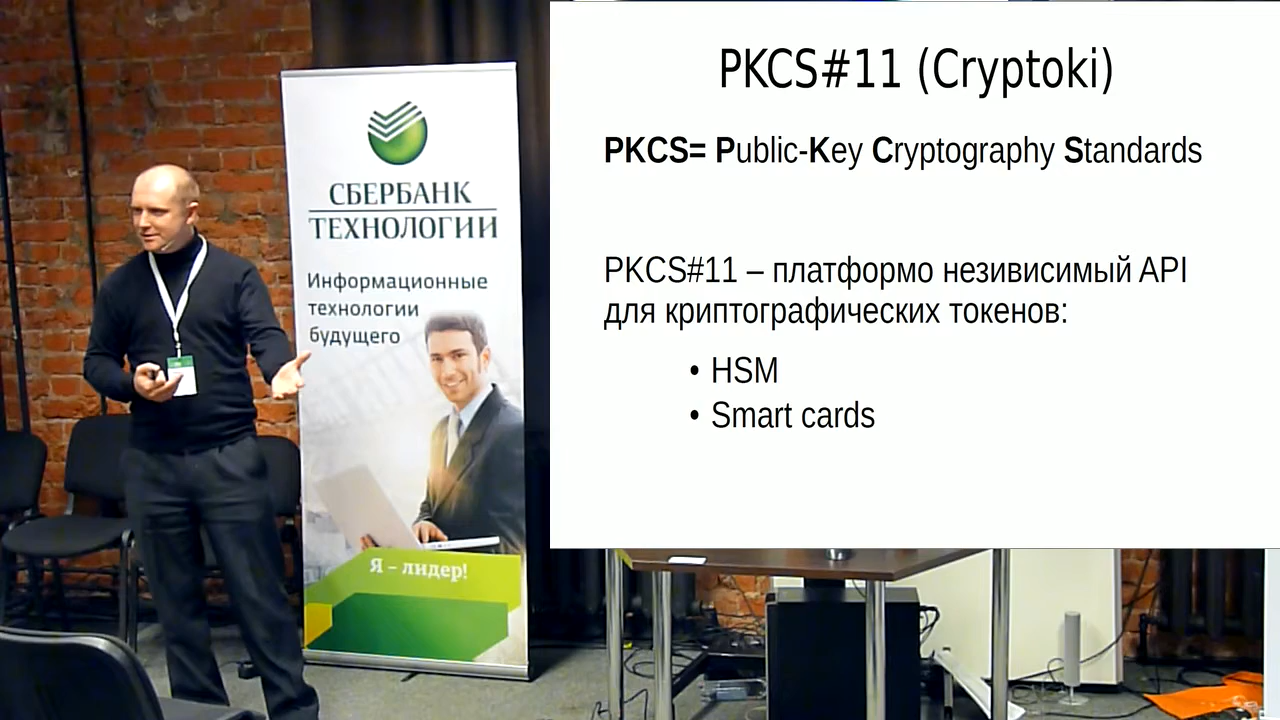 СБЕРБАНК
ТЕХНОЛОГИИ
Информационные
технологии
будущего
Я – лидер!
PKCS#11 (Cryptoki)
PKCS= Public-Key Cryptography Standards
PKCS#11 – платформо незивисимый API
для криптографических токенов:
• HSM
• Smart cards